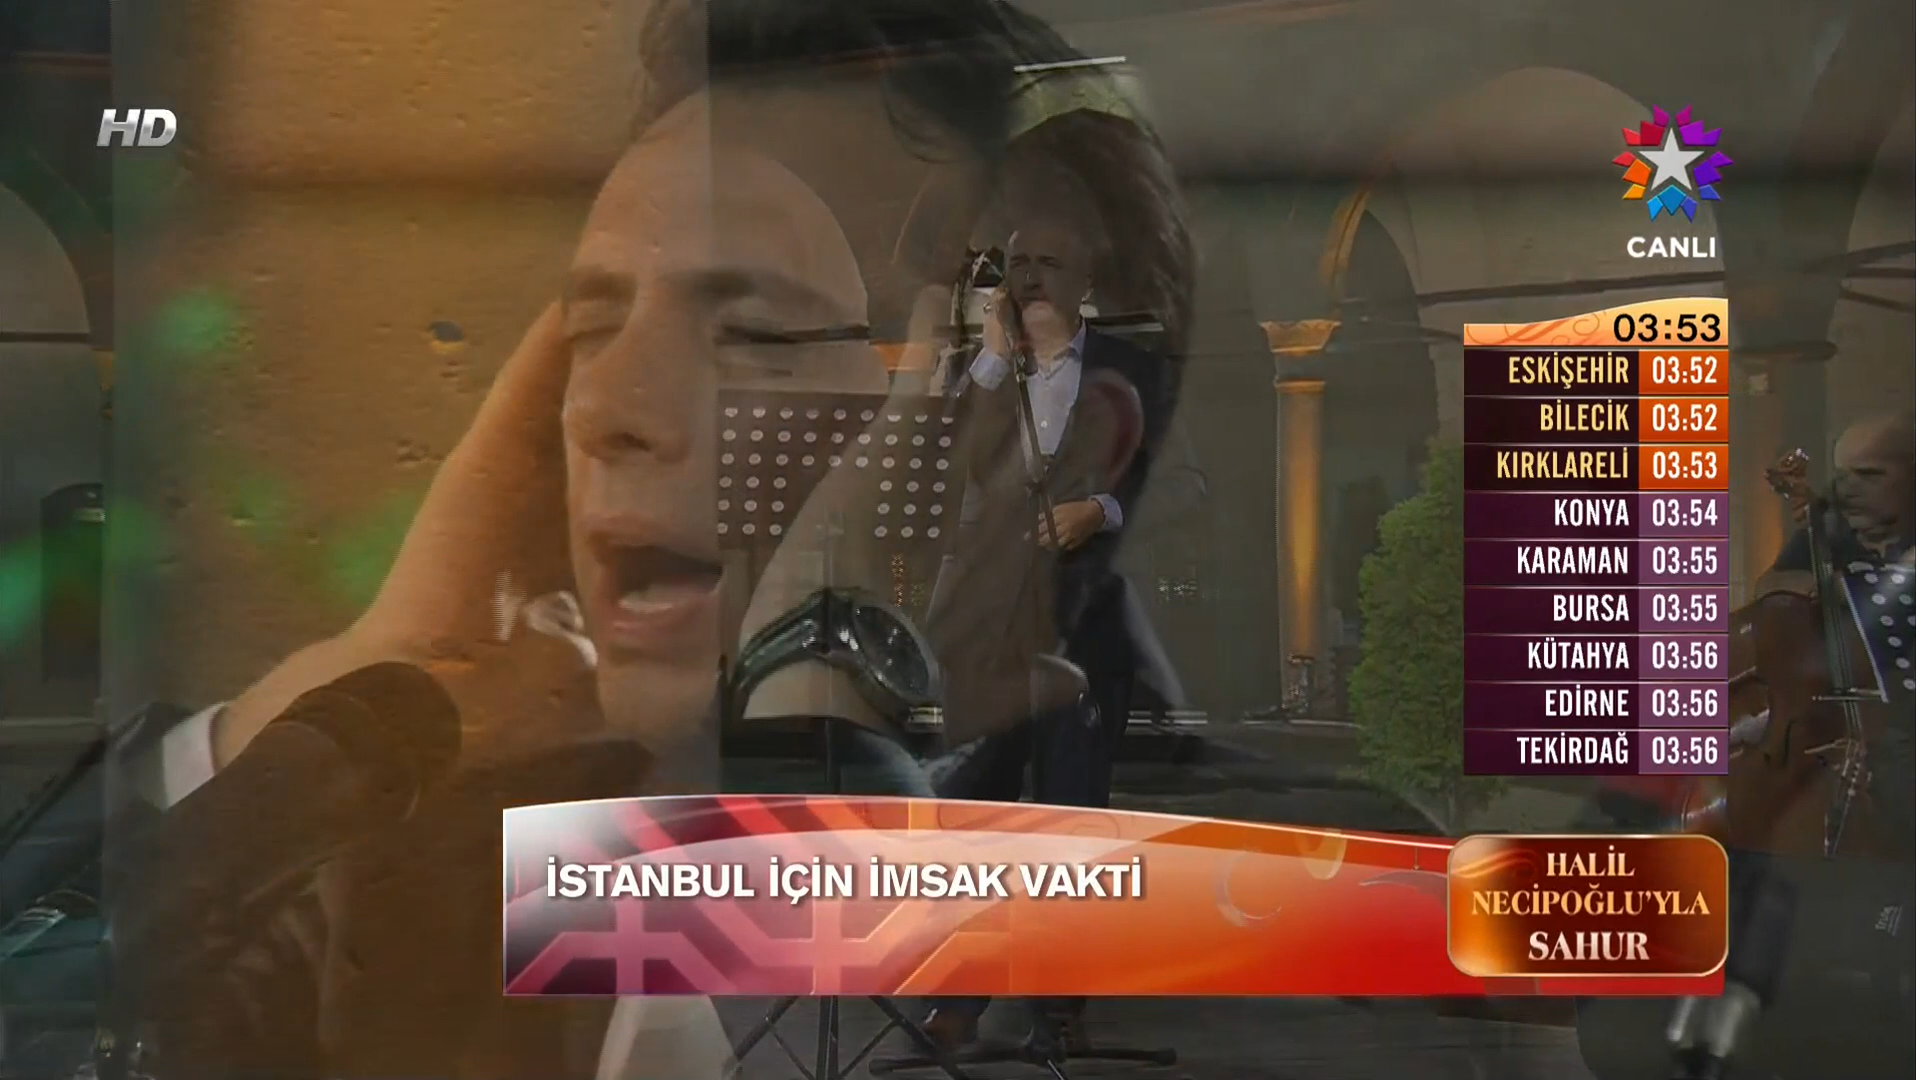 HD
CANLI
03:53
ESKİŞEHİR 03:52
BİLECİK 03:52
KIRKLARELİ 03:53
KONYA 03:54
KARAMAN 03:55
BURSA 03:55
KÜTAHYA 03:56
EDİRNE 03:56
TEKİRDAĞ 03:56
İSTANBUL İÇİN İMSAK VAKTİ
HALİL
NECİPOĞLU'YLA
SAHUR